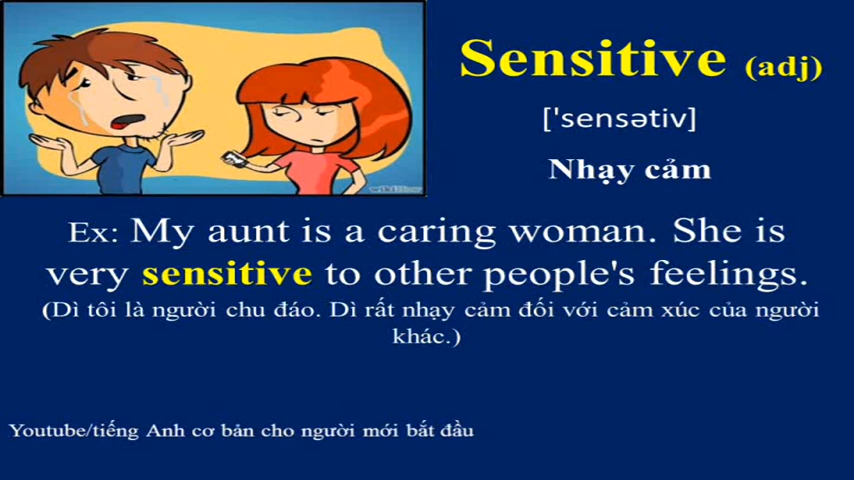 Sensitive (adj)
['sensətiv]
Nhạy cảm
Ex: My aunt is a caring woman. She is
very sensitive to other people's feelings.
(Dì tôi là người chu đáo. Dì rất nhạy cảm đối với cảm xúc của người
khác.)
Youtube/tiếng Anh cơ bản cho người mới bắt đầu